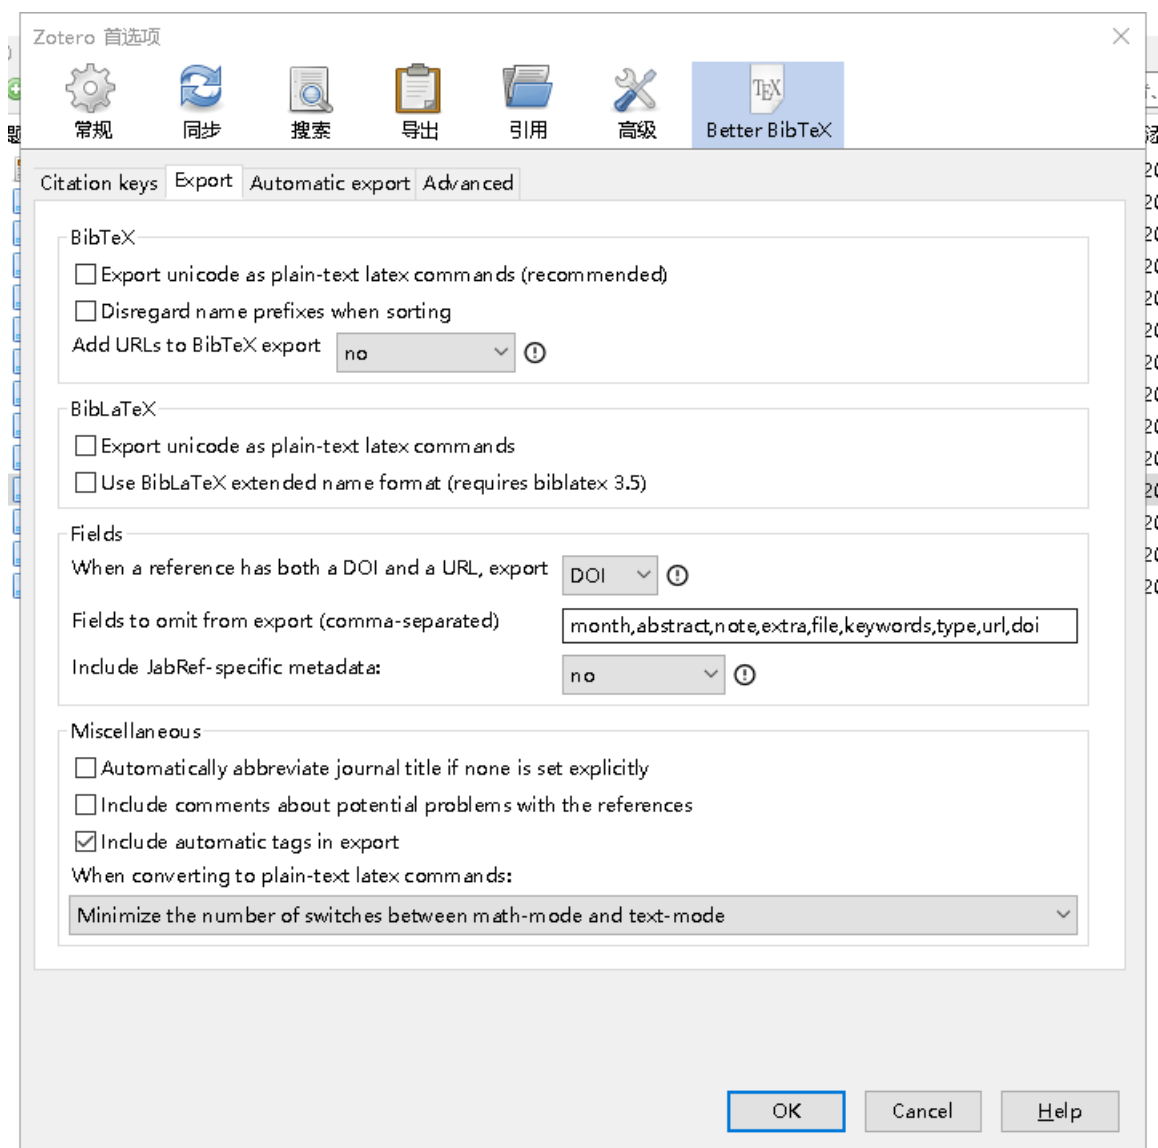 Zotero 首选项
常规 同步 搜索 导出 引用 高级 Better BibTeX
Citation keys Export Automatic export Advanced
BibTeX
Export unicode as plain-text latex commands (recommended)
Disregard name prefixes when sorting
Add URLs to BibTeX export no
BibLaTeX
Export unicode as plain-text latex commands
Use BibLaTeX extended name format (requires biblatex 3.5)
Fields
When a reference has both a DOI and a URL, export DOI
Fields to omit from export (comma-separated) month,abstract,note,extra,file,keywords,type,url,doi
Include JabRef-specific metadata: no
Miscellaneous
Automatically abbreviate journal title if none is set explicitly
Include comments about potential problems with the references
Include automatic tags in export
When converting to plain-text latex commands:
Minimize the number of switches between math-mode and text-mode
OK Cancel Help